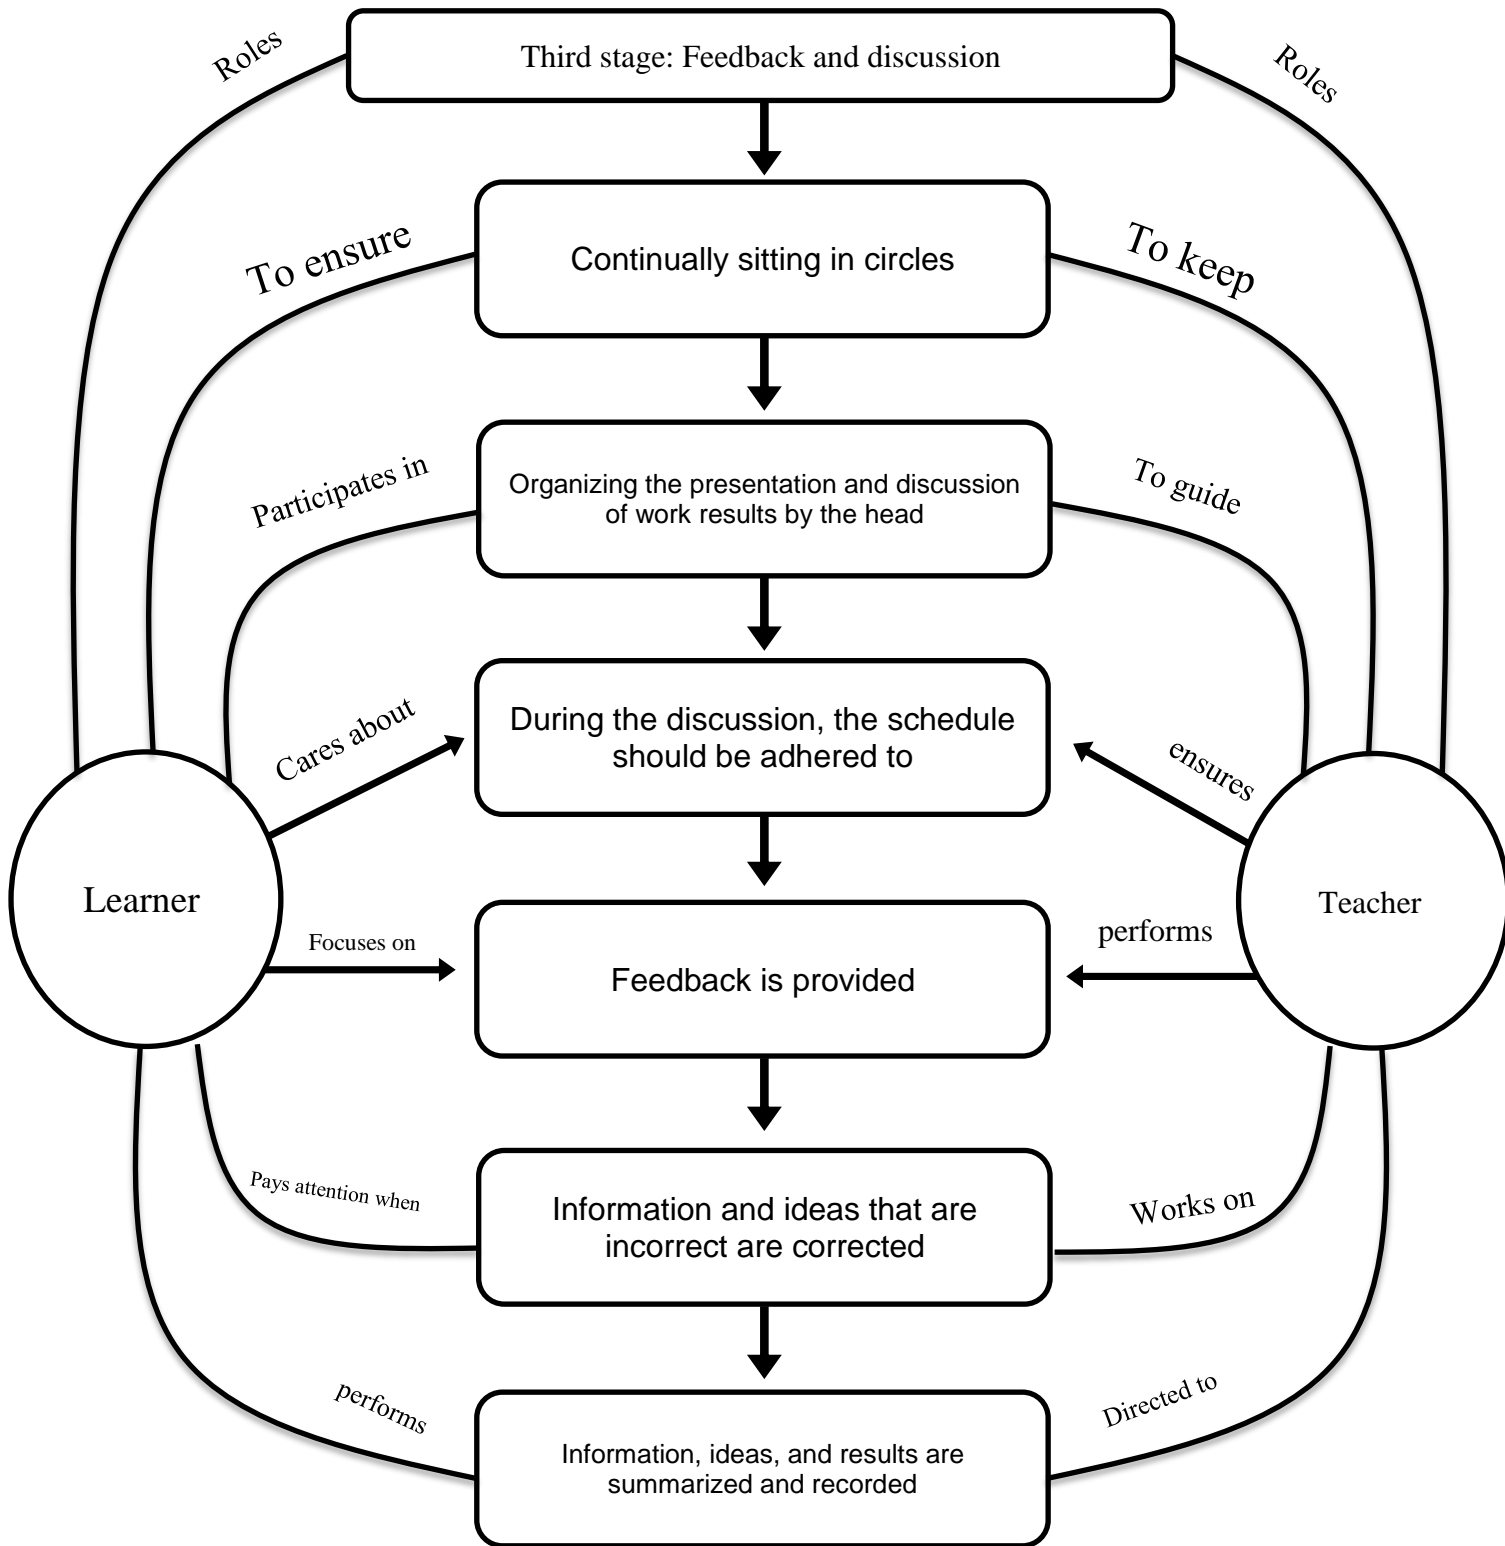 Roles
Third stage: Feedback and discussion
Roles
To ensure
Continually sitting in circles
To keep
Participates in
Organizing the presentation and discussion
of work results by the head
To guide
Cares about
During the discussion, the schedule
should be adhered to
ensures
Learner
Teacher
Focuses on
Feedback is provided
performs
Pays attention when
Information and ideas that are
incorrect are corrected
Works on
performs
Information, ideas, and results are
summarized and recorded
Directed to